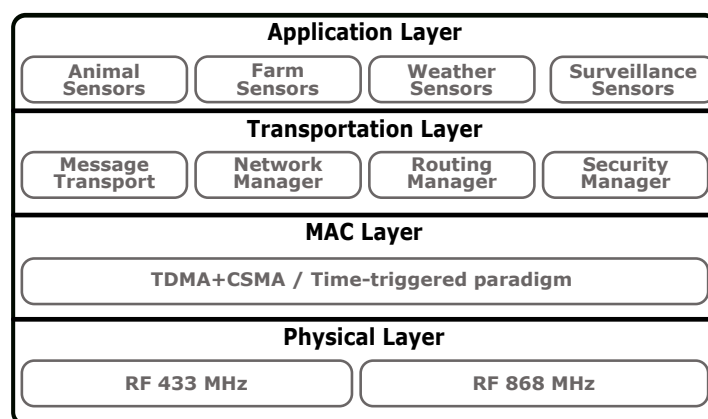 Application Layer
Animal Sensors
Farm Sensors
Weather Sensors
Surveillance Sensors
Transportation Layer
Message Transport
Network Manager
Routing Manager
Security Manager
MAC Layer
TDMA+CSMA / Time-triggered paradigm
Physical Layer
RF 433 MHz
RF 868 MHz